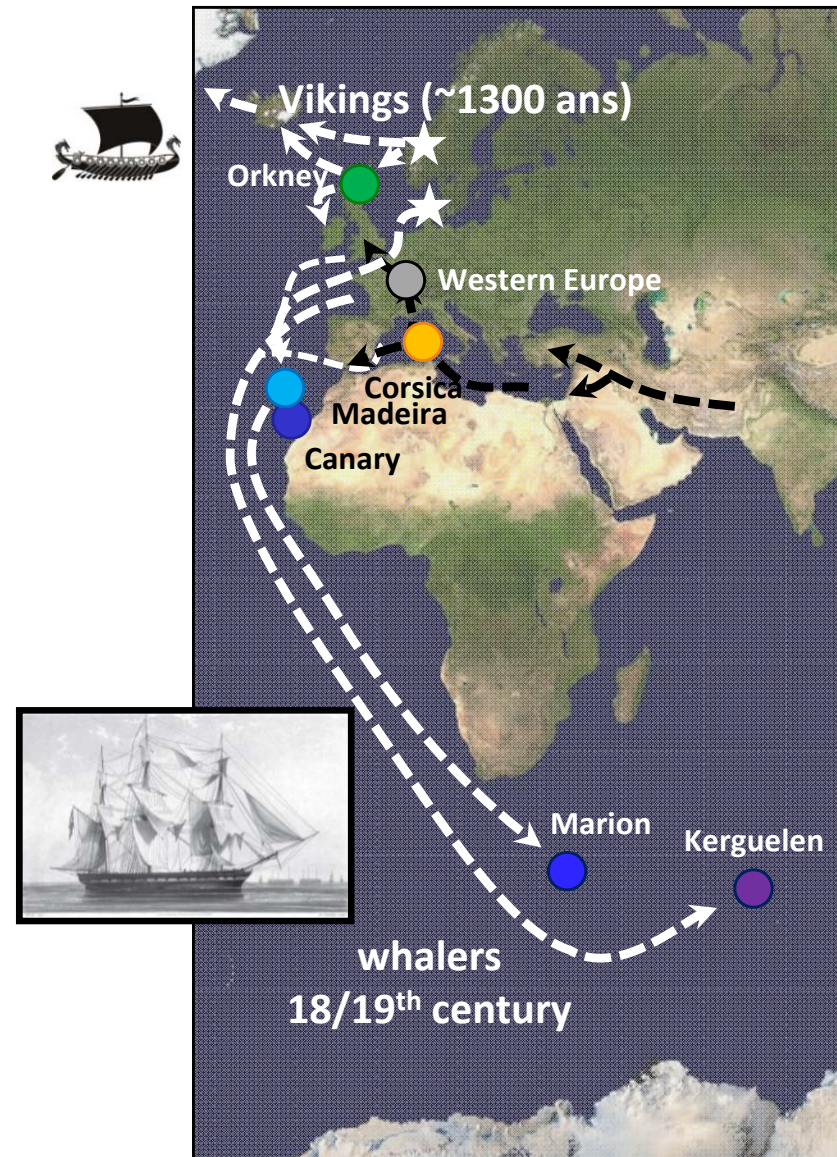 Vikings (~1300 ans)
Orkney
Western Europe
Corsica
Madeira
Canary
Marion
Kerguelen
whalers
18/19th century